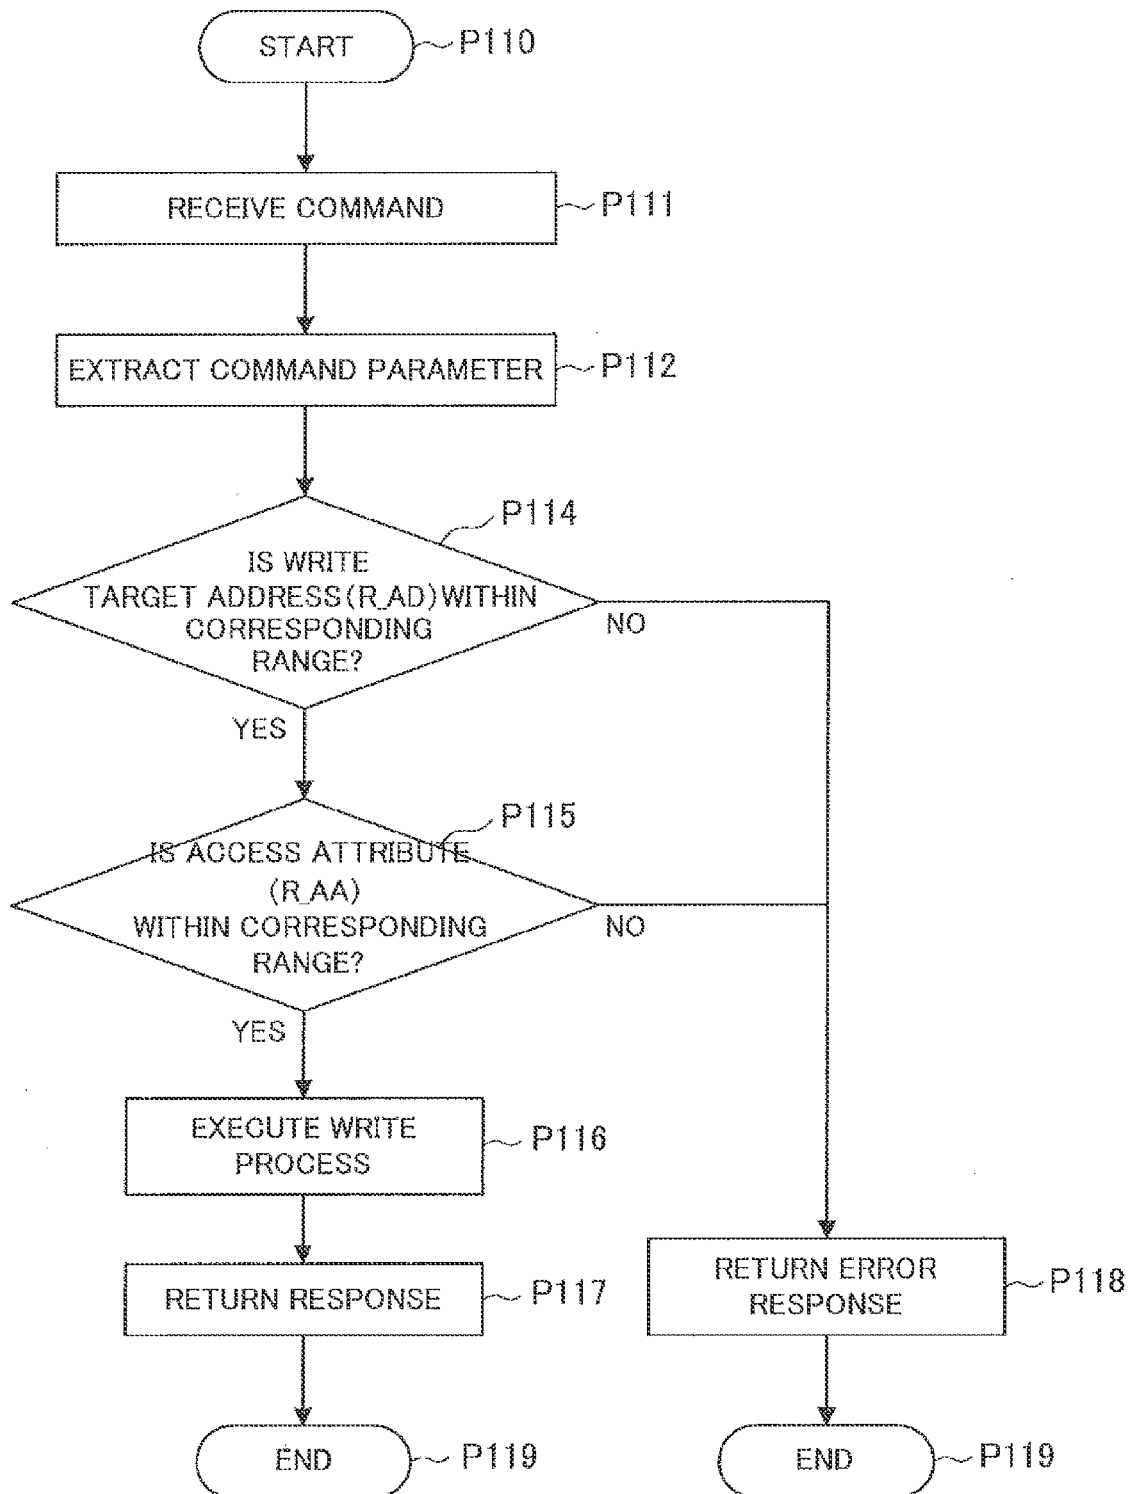 START
P110
RECEIVE COMMAND
P111
EXTRACT COMMAND PARAMETER
P112
P114
IS WRITE
TARGET ADDRESS(R_AD)WITHIN
CORRESPONDING
RANGE?
NO
YES
P115
IS ACCESS ATTRIBUTE
(R_AA)
WITHIN CORRESPONDING
RANGE?
NO
YES
EXECUTE WRITE
PROCESS
P116
RETURN RESPONSE
P117
RETURN ERROR
RESPONSE
P118
END
P119
END
P119